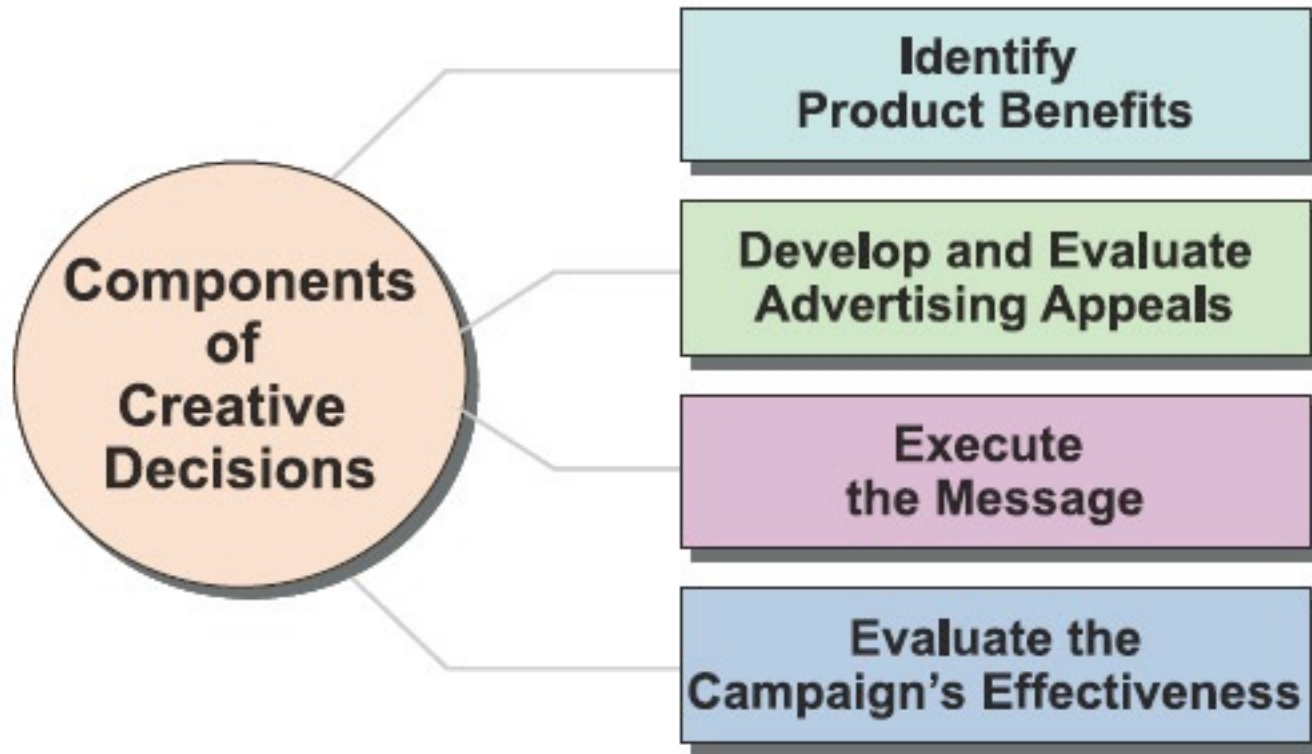 Components
of
Creative
Decisions
Identify
Product Benefits
Develop and Evaluate
Advertising Appeals
Execute
the Message
Evaluate the
Campaign’s Effectiveness